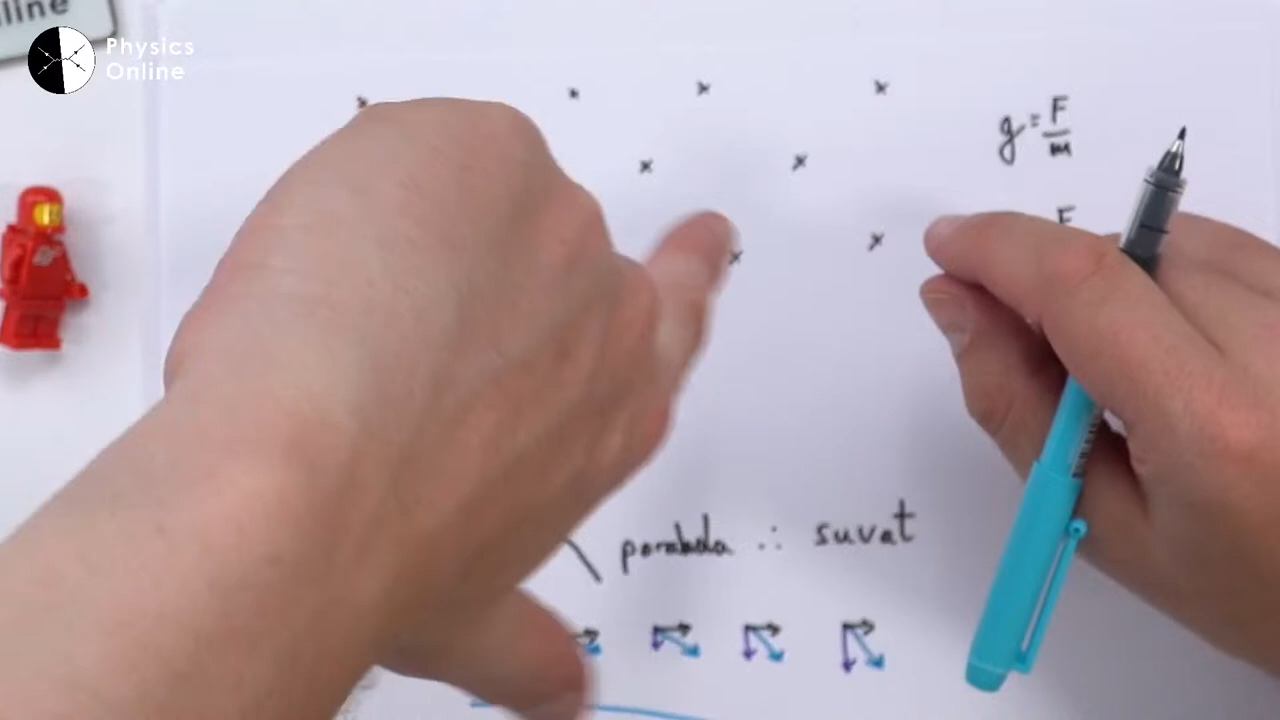 line
Physics
Online
g = F/m
F
parabola ∴ suvat